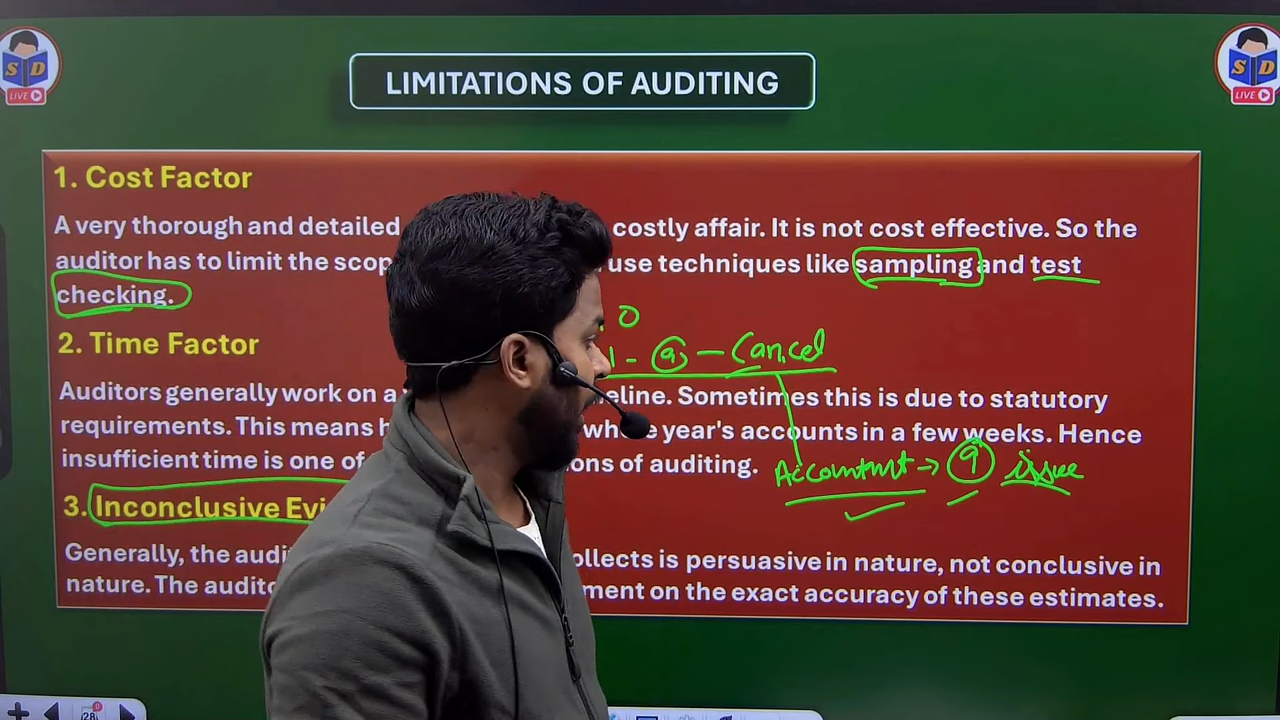 S D
LIVE
S D
LIVE
LIMITATIONS OF AUDITING
1. Cost Factor
A very thorough and detailed costly affair. It is not cost effective. So the
auditor has to limit the scop use techniques like sampling and test
checking.
2. Time Factor
Cancel
Auditors generally work on a eline. Sometimes this is due to statutory
requirements. This means whole year's accounts in a few weeks. Hence
insufficient time is one of ons of auditing.
Accountant → 9 issue
3. Inconclusive Evi
Generally, the audi ollects is persuasive in nature, not conclusive in
nature. The audito ment on the exact accuracy of these estimates.
28